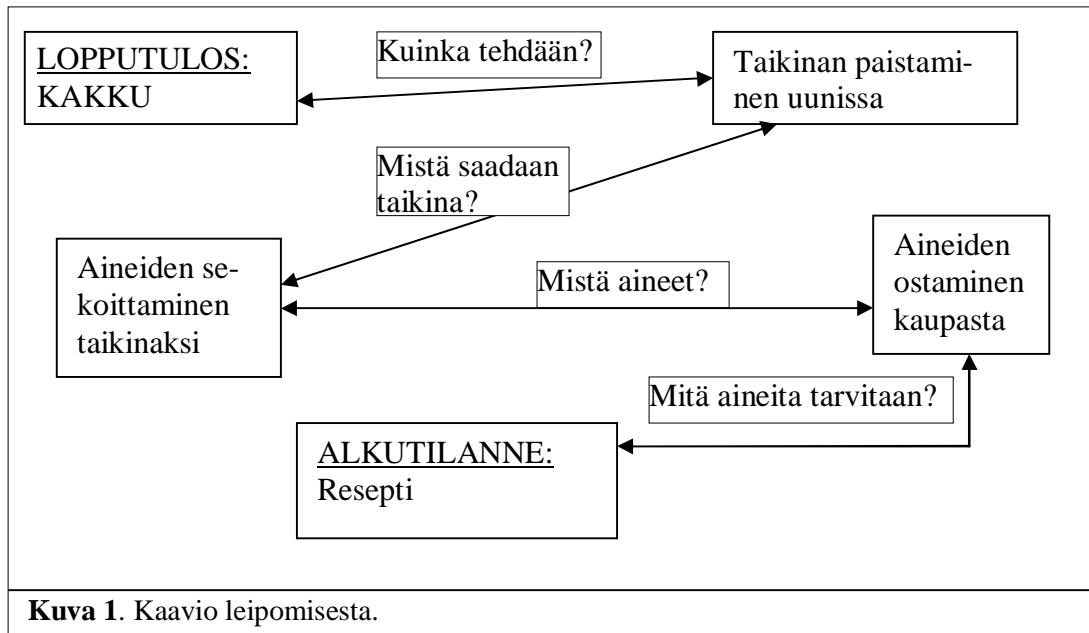 LOPPUTULOS:
KAKKU
Kuinka tehdään?
Taikinan paistami-
nen uunissa
Mistä saadaan
taikina?
Aineiden se-
koittaminen
taikinaksi
Mistä aineet?
Aineiden
ostaminen
kaupasta
Mitä aineita tarvitaan?
ALKUTILANNE:
Resepti
Kuva 1. Kaavio leipomisesta.